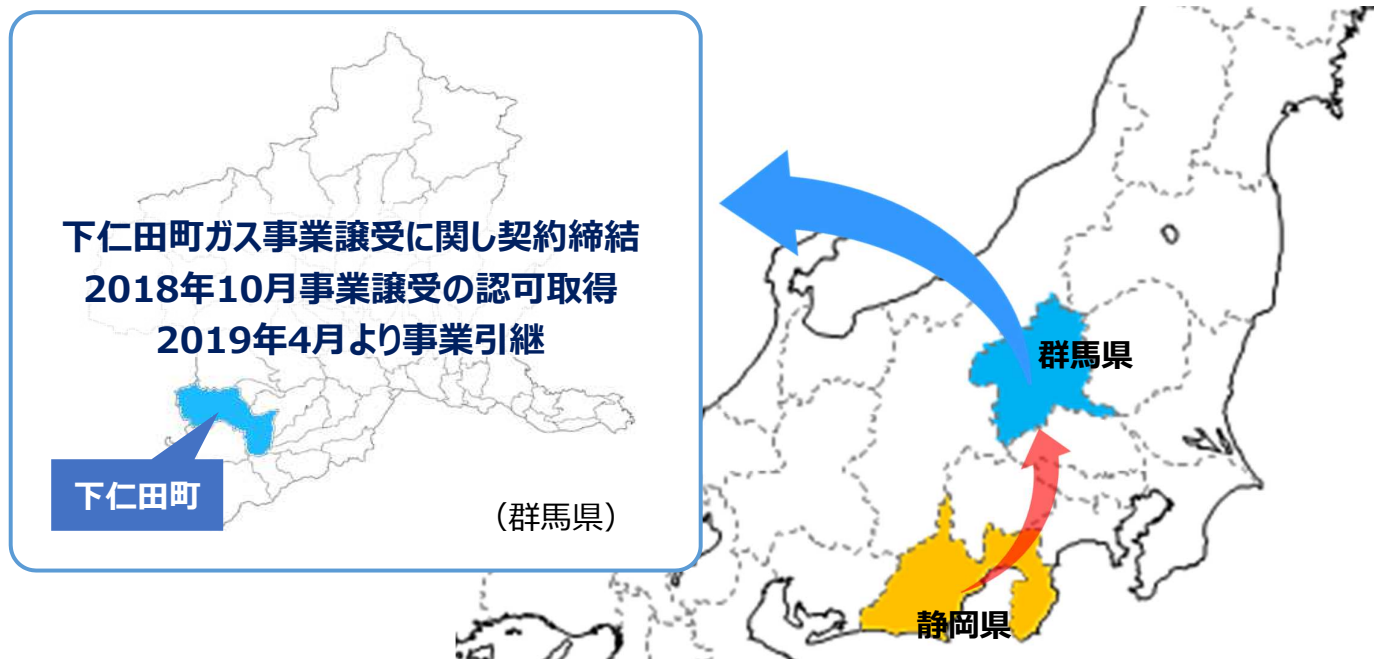 下仁田町ガス事業譲受に関し契約締結
2018年10月事業譲受の認可取得
2019年4月より事業引継
下仁田町
（群馬県）
群馬県
静岡県